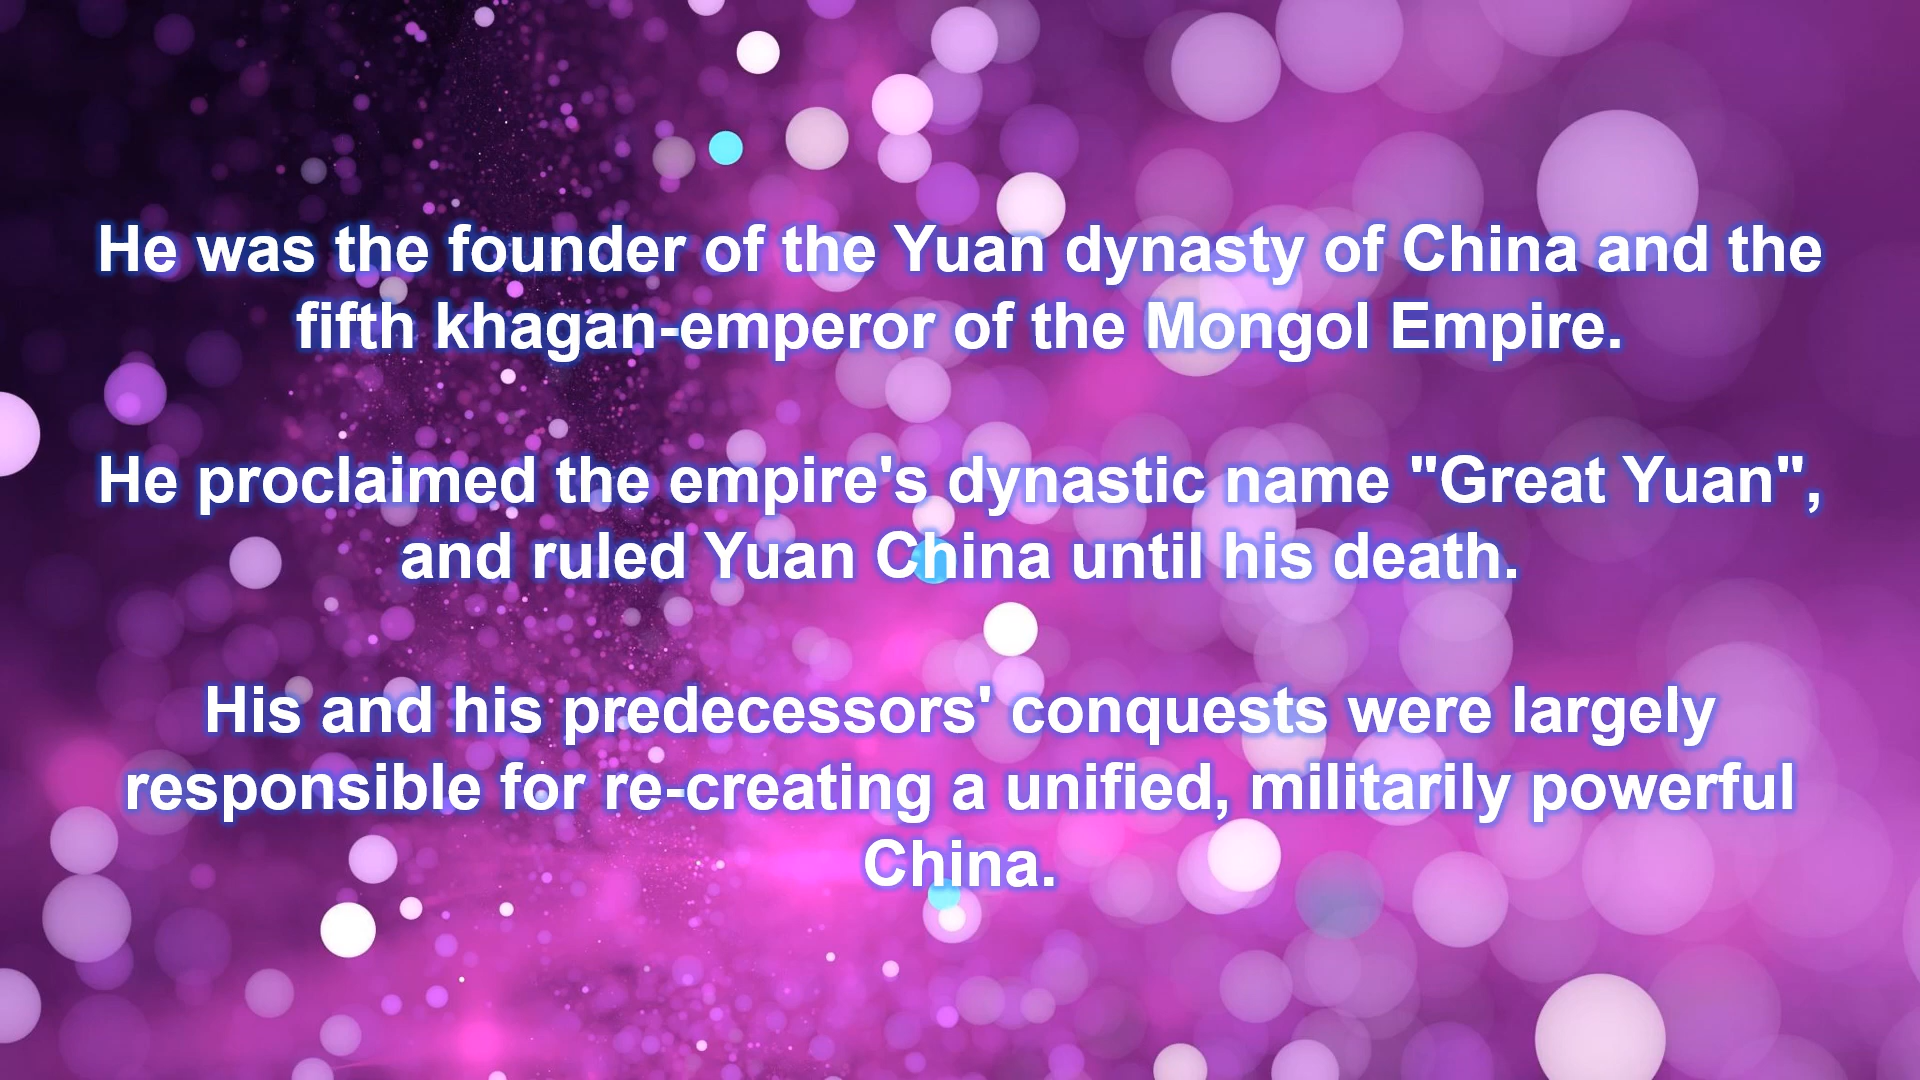 He was the founder of the Yuan dynasty of China and the
fifth khagan-emperor of the Mongol Empire.
He proclaimed the empire's dynastic name "Great Yuan",
and ruled Yuan China until his death.
His and his predecessors' conquests were largely
responsible for re-creating a unified, militarily powerful
China.